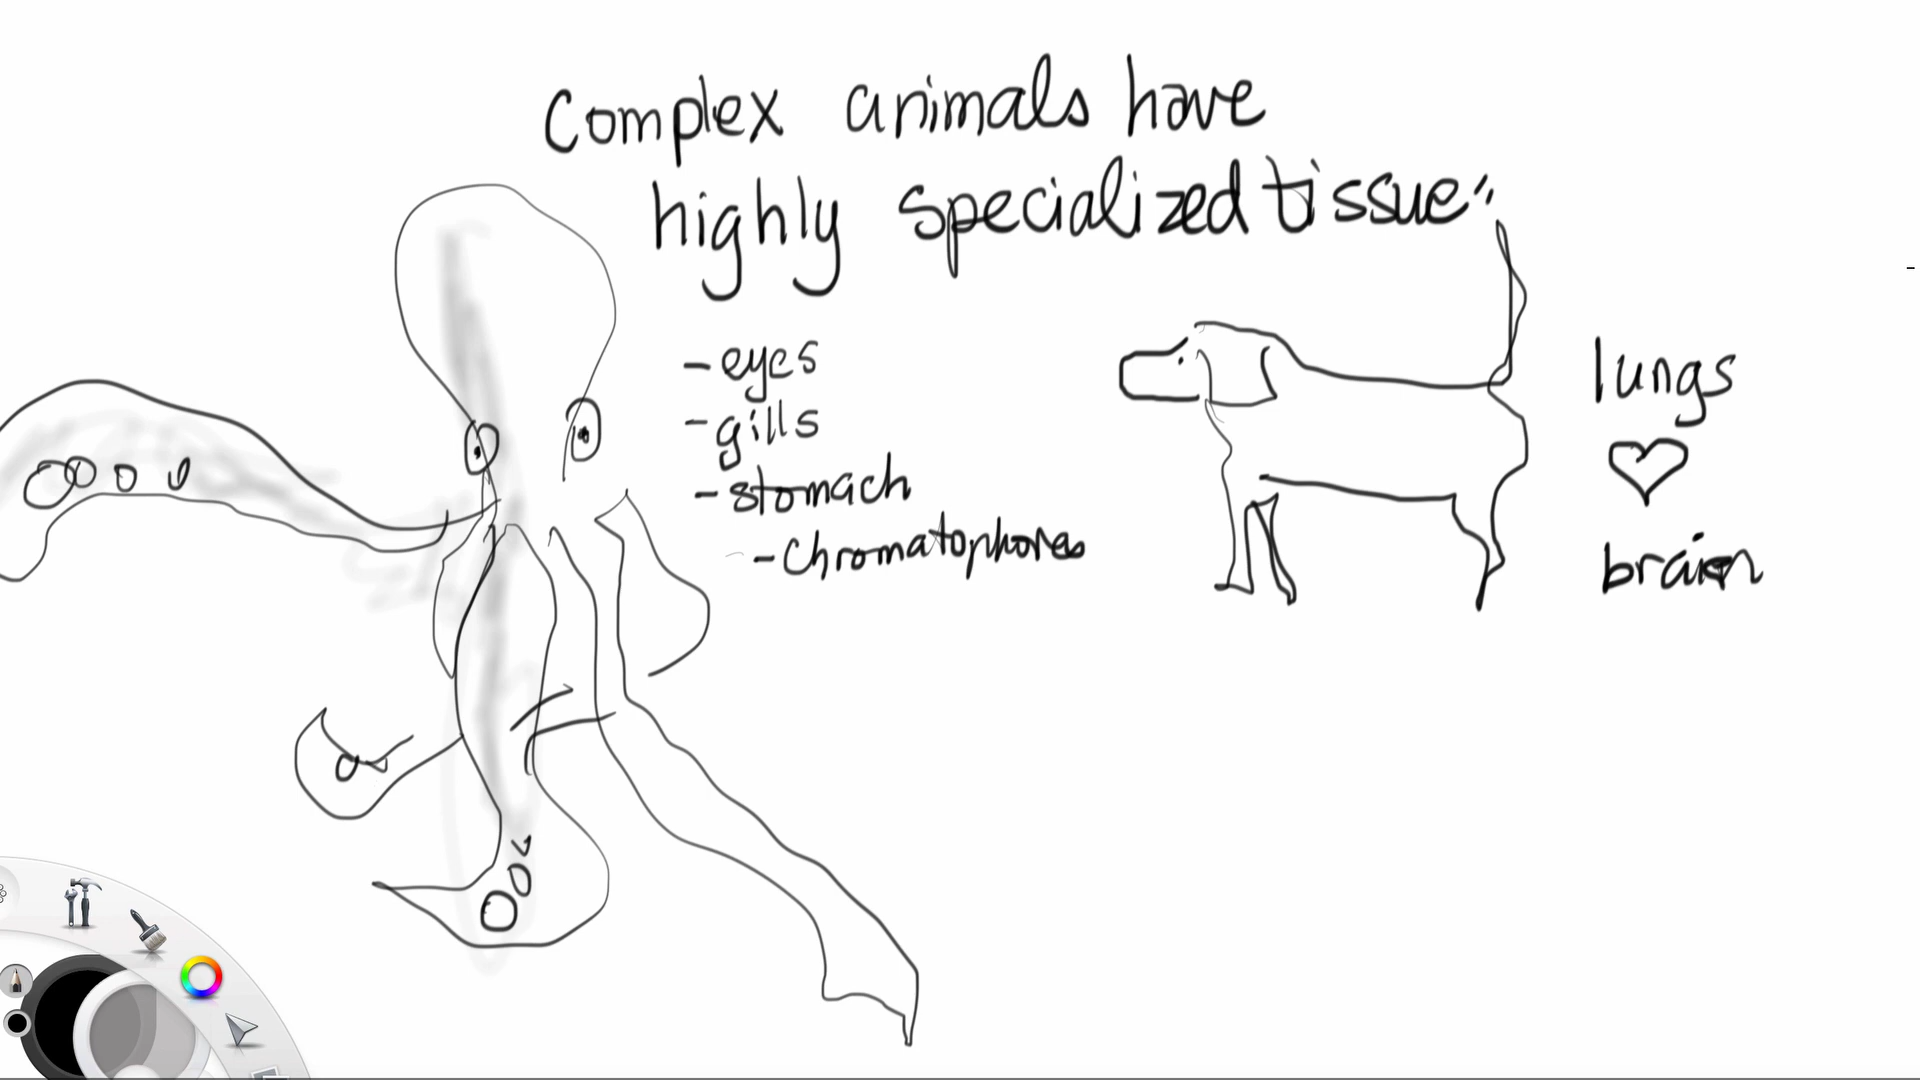 Complex animals have
highly specialized tissue"
- eyes
- gills
- stomach
- Chromatophores
lungs
brain